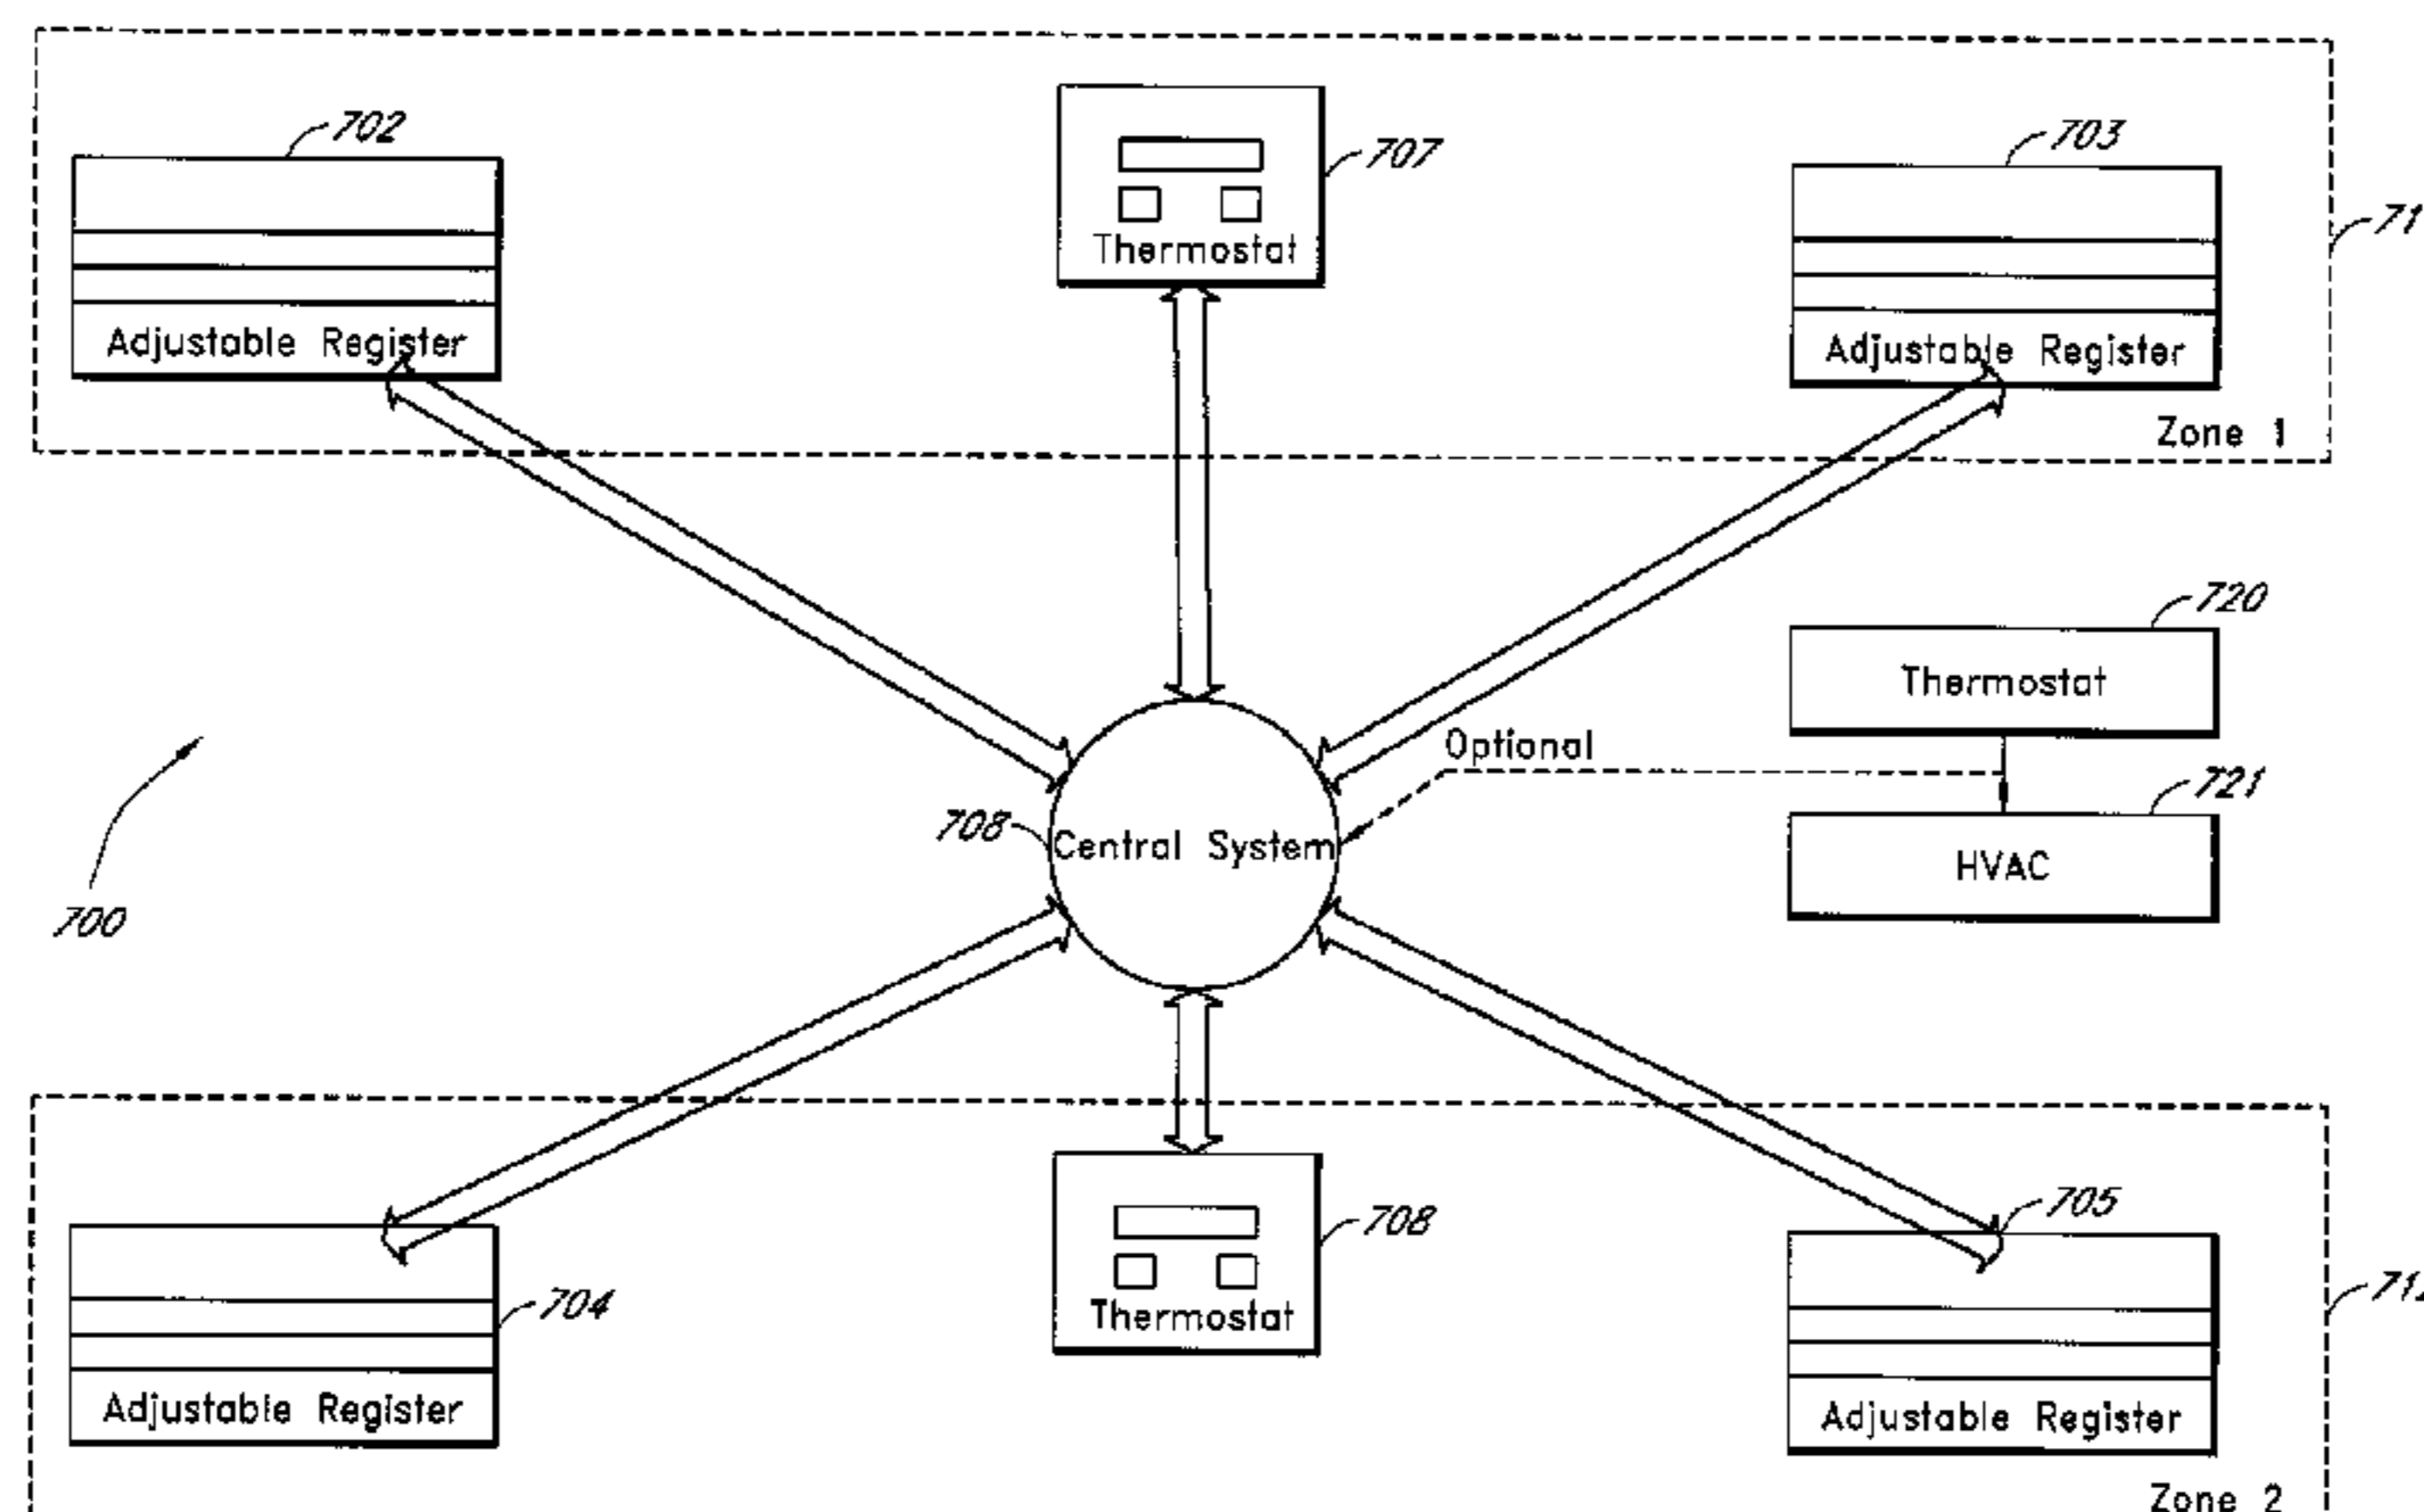 702
707
703
71
Thermostat
Adjustable Register
Adjustable Register
Zone 1
720
Thermostat
Optional
721
708
Central System
HVAC
700
705
708
704
Thermostat
Adjustable Register
Adjustable Register
Zone 2